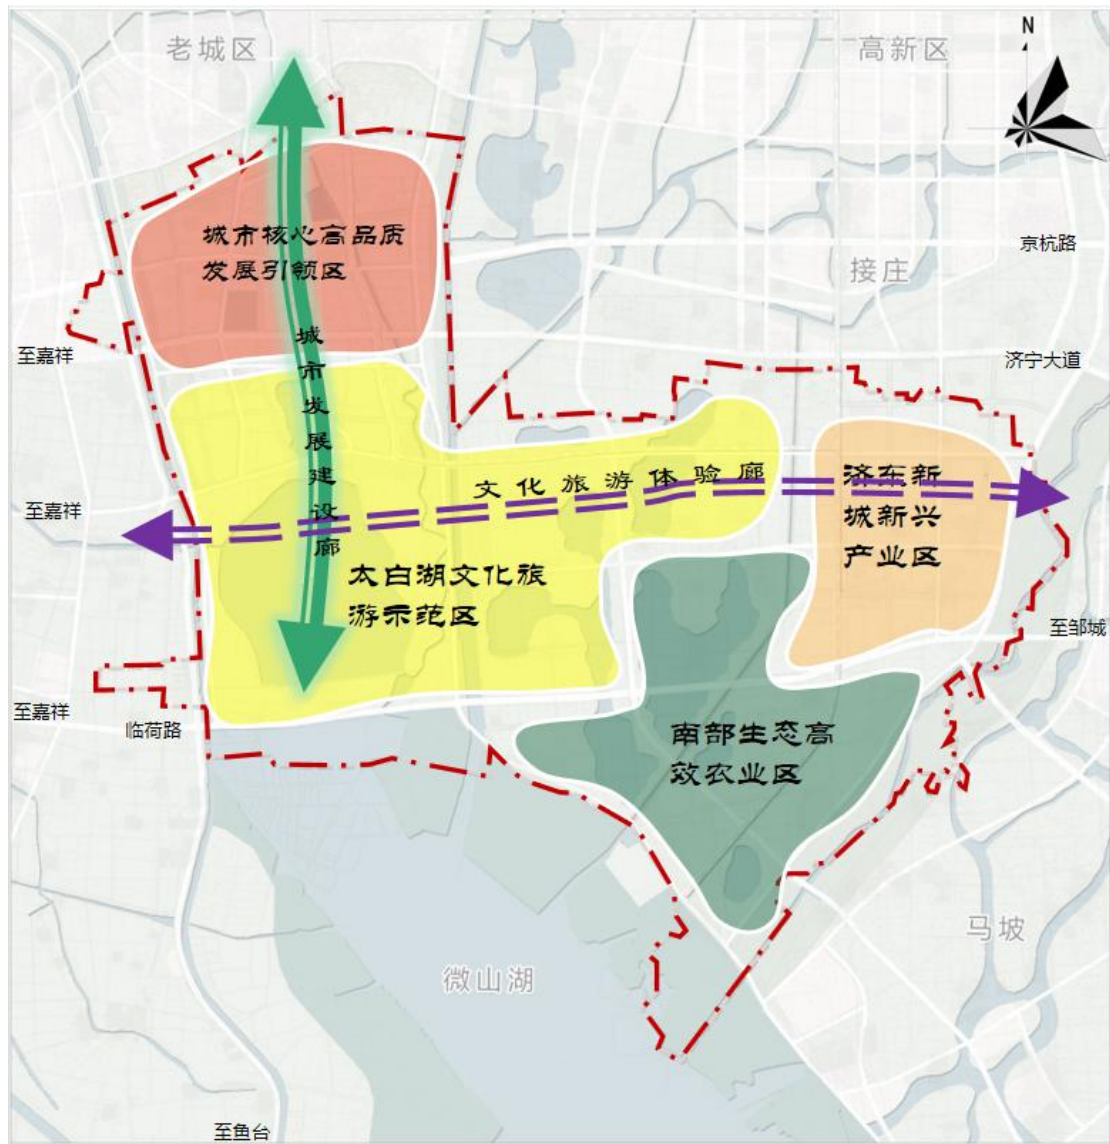 N
老城区
高新区
城市核心高品质
发展引领区
京杭路
接庄
至嘉祥
城市发展建设廊
济宁大道
文化旅游体验廊
济东新
城新兴
产业区
至嘉祥
太白湖文化旅
游示范区
至邹城
至嘉祥
临荷路
南部生态高
效农业区
马坡
微山湖
至鱼台